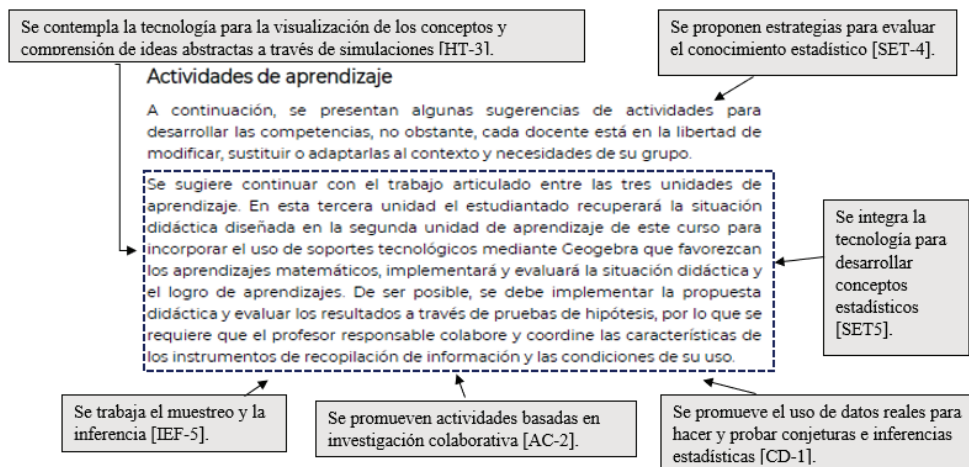 Se contempla la tecnología para la visualización de los conceptos y
comprensión de ideas abstractas a través de simulaciones [HT-3].
Se proponen estrategias para evaluar
el conocimiento estadístico [SET-4].
Actividades de aprendizaje
A continuación, se presentan algunas sugerencias de actividades para
desarrollar las competencias, no obstante, cada docente está en la libertad de
modificar, sustituir o adaptarlas al contexto y necesidades de su grupo.
Se sugiere continuar con el trabajo articulado entre las tres unidades de
aprendizaje. En esta tercera unidad el estudiantado recuperará la situación
didáctica diseñada en la segunda unidad de aprendizaje de este curso para
incorporar el uso de soportes tecnológicos mediante Geogebra que favorezcan
los aprendizajes matemáticos, implementará y evaluará la situación didáctica y
el logro de aprendizajes. De ser posible, se debe implementar la propuesta
didáctica y evaluar los resultados a través de pruebas de hipótesis, por lo que se
requiere que el profesor responsable colabore y coordine las características de
los instrumentos de recopilación de información y las condiciones de su uso.
Se integra la
tecnología para
desarrollar
conceptos
estadísticos
[SET5].
Se trabaja el muestreo y la
inferencia [IEF-5].
Se promueven actividades basadas en
investigación colaborativa [AC-2].
Se promueve el uso de datos reales para
hacer y probar conjeturas e inferencias
estadísticas [CD-1].